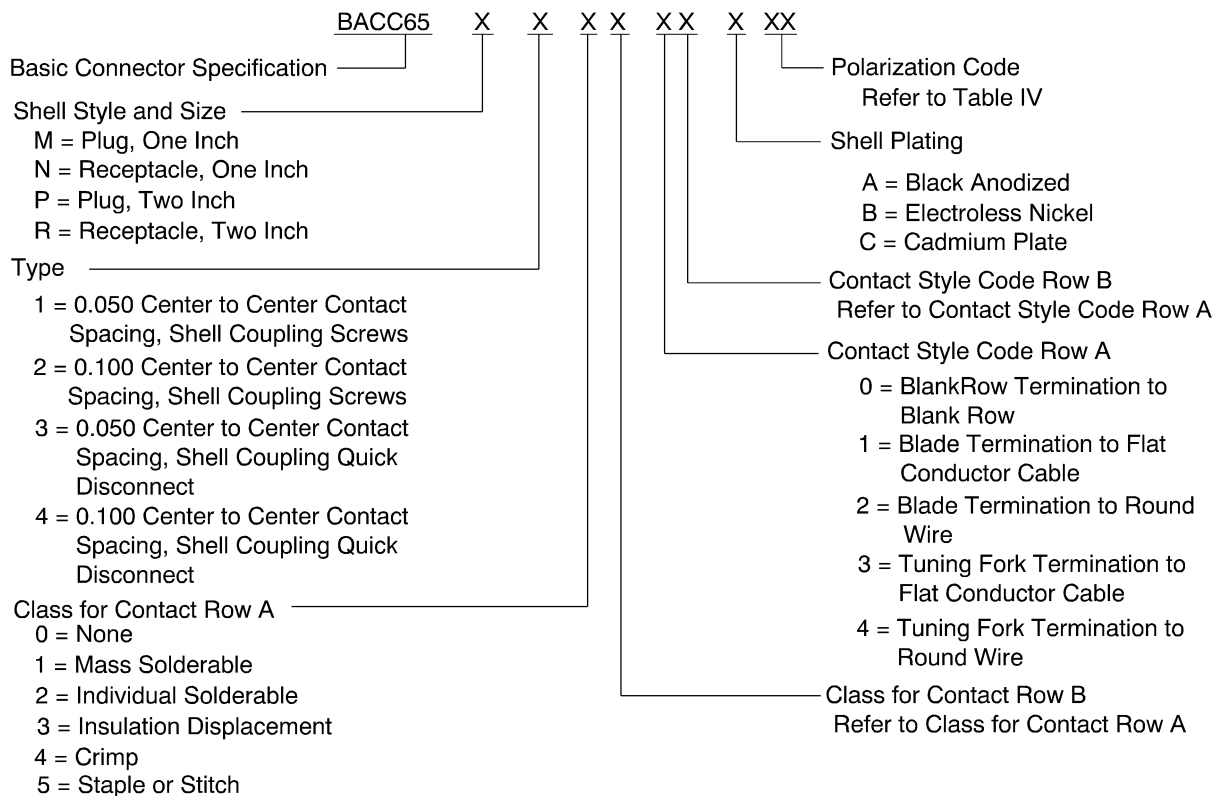 BACC65 X X X X X X X XX
Basic Connector Specification
Shell Style and Size
M = Plug, One Inch
N = Receptacle, One Inch
P = Plug, Two Inch
R = Receptacle, Two Inch
Type
1 = 0.050 Center to Center Contact
Spacing, Shell Coupling Screws
2 = 0.100 Center to Center Contact
Spacing, Shell Coupling Screws
3 = 0.050 Center to Center Contact
Spacing, Shell Coupling Quick
Disconnect
4 = 0.100 Center to Center Contact
Spacing, Shell Coupling Quick
Disconnect
Class for Contact Row A
0 = None
1 = Mass Solderable
2 = Individual Solderable
3 = Insulation Displacement
4 = Crimp
5 = Staple or Stitch
Polarization Code
Refer to Table IV
Shell Plating
A = Black Anodized
B = Electroless Nickel
C = Cadmium Plate
Contact Style Code Row B
Refer to Contact Style Code Row A
Contact Style Code Row A
0 = BlankRow Termination to
Blank Row
1 = Blade Termination to Flat
Conductor Cable
2 = Blade Termination to Round
Wire
3 = Tuning Fork Termination to
Flat Conductor Cable
4 = Tuning Fork Termination to
Round Wire
Class for Contact Row B
Refer to Class for Contact Row A